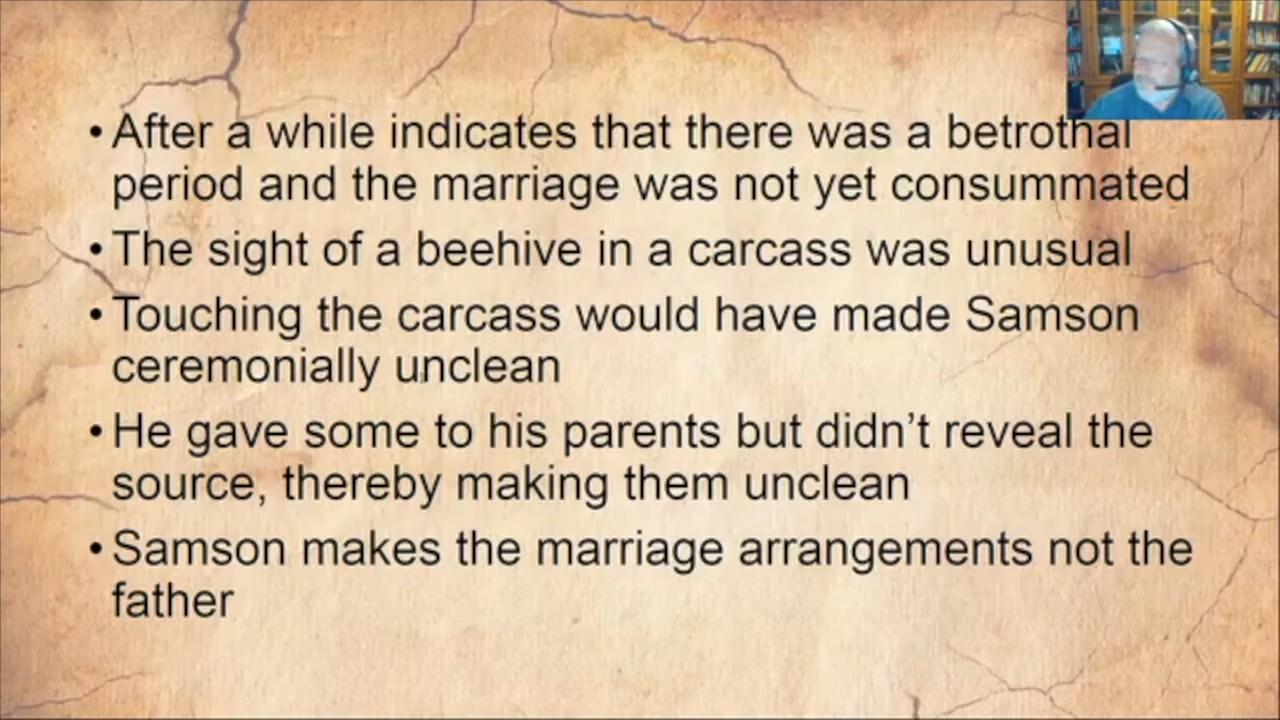 • After a while indicates that there was a betrothal
period and the marriage was not yet consummated
• The sight of a beehive in a carcass was unusual
• Touching the carcass would have made Samson
ceremonially unclean
• He gave some to his parents but didn’t reveal the
source, thereby making them unclean
• Samson makes the marriage arrangements not the
father